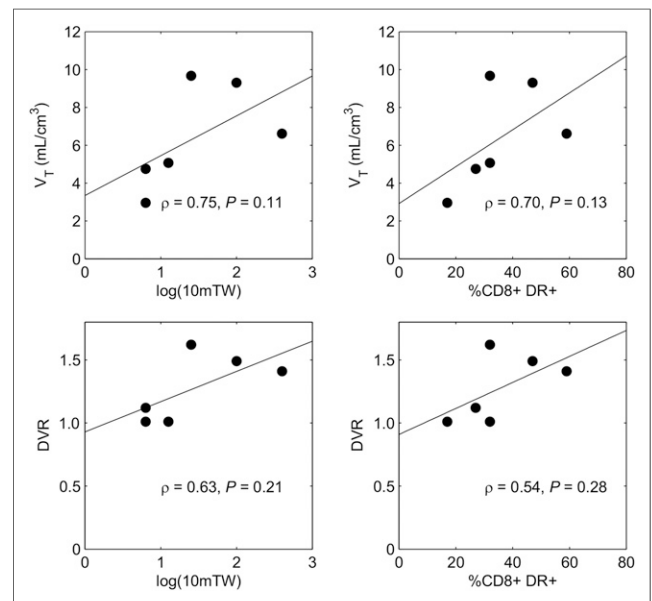 12
10
8
6
4
2
0
V_T (mL/cm³)
ρ = 0.75, P = 0.11
0 1 2 3
log(10mTW)
12
10
8
6
4
2
0
V_T (mL/cm³)
ρ = 0.70, P = 0.13
0 20 40 60 80
%CD8+ DR+
1.5
1.0
0.5
0
DVR
ρ = 0.63, P = 0.21
0 1 2 3
log(10mTW)
1.5
1.0
0.5
0
DVR
ρ = 0.54, P = 0.28
0 20 40 60 80
%CD8+ DR+